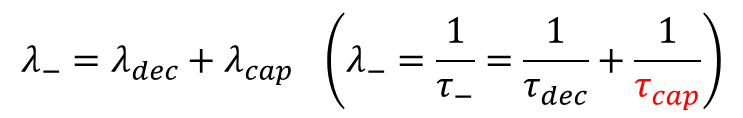 λ₋ = λ_dec + λ_cap (λ₋ = 1/τ₋ = 1/τ_dec + 1/τ_cap)